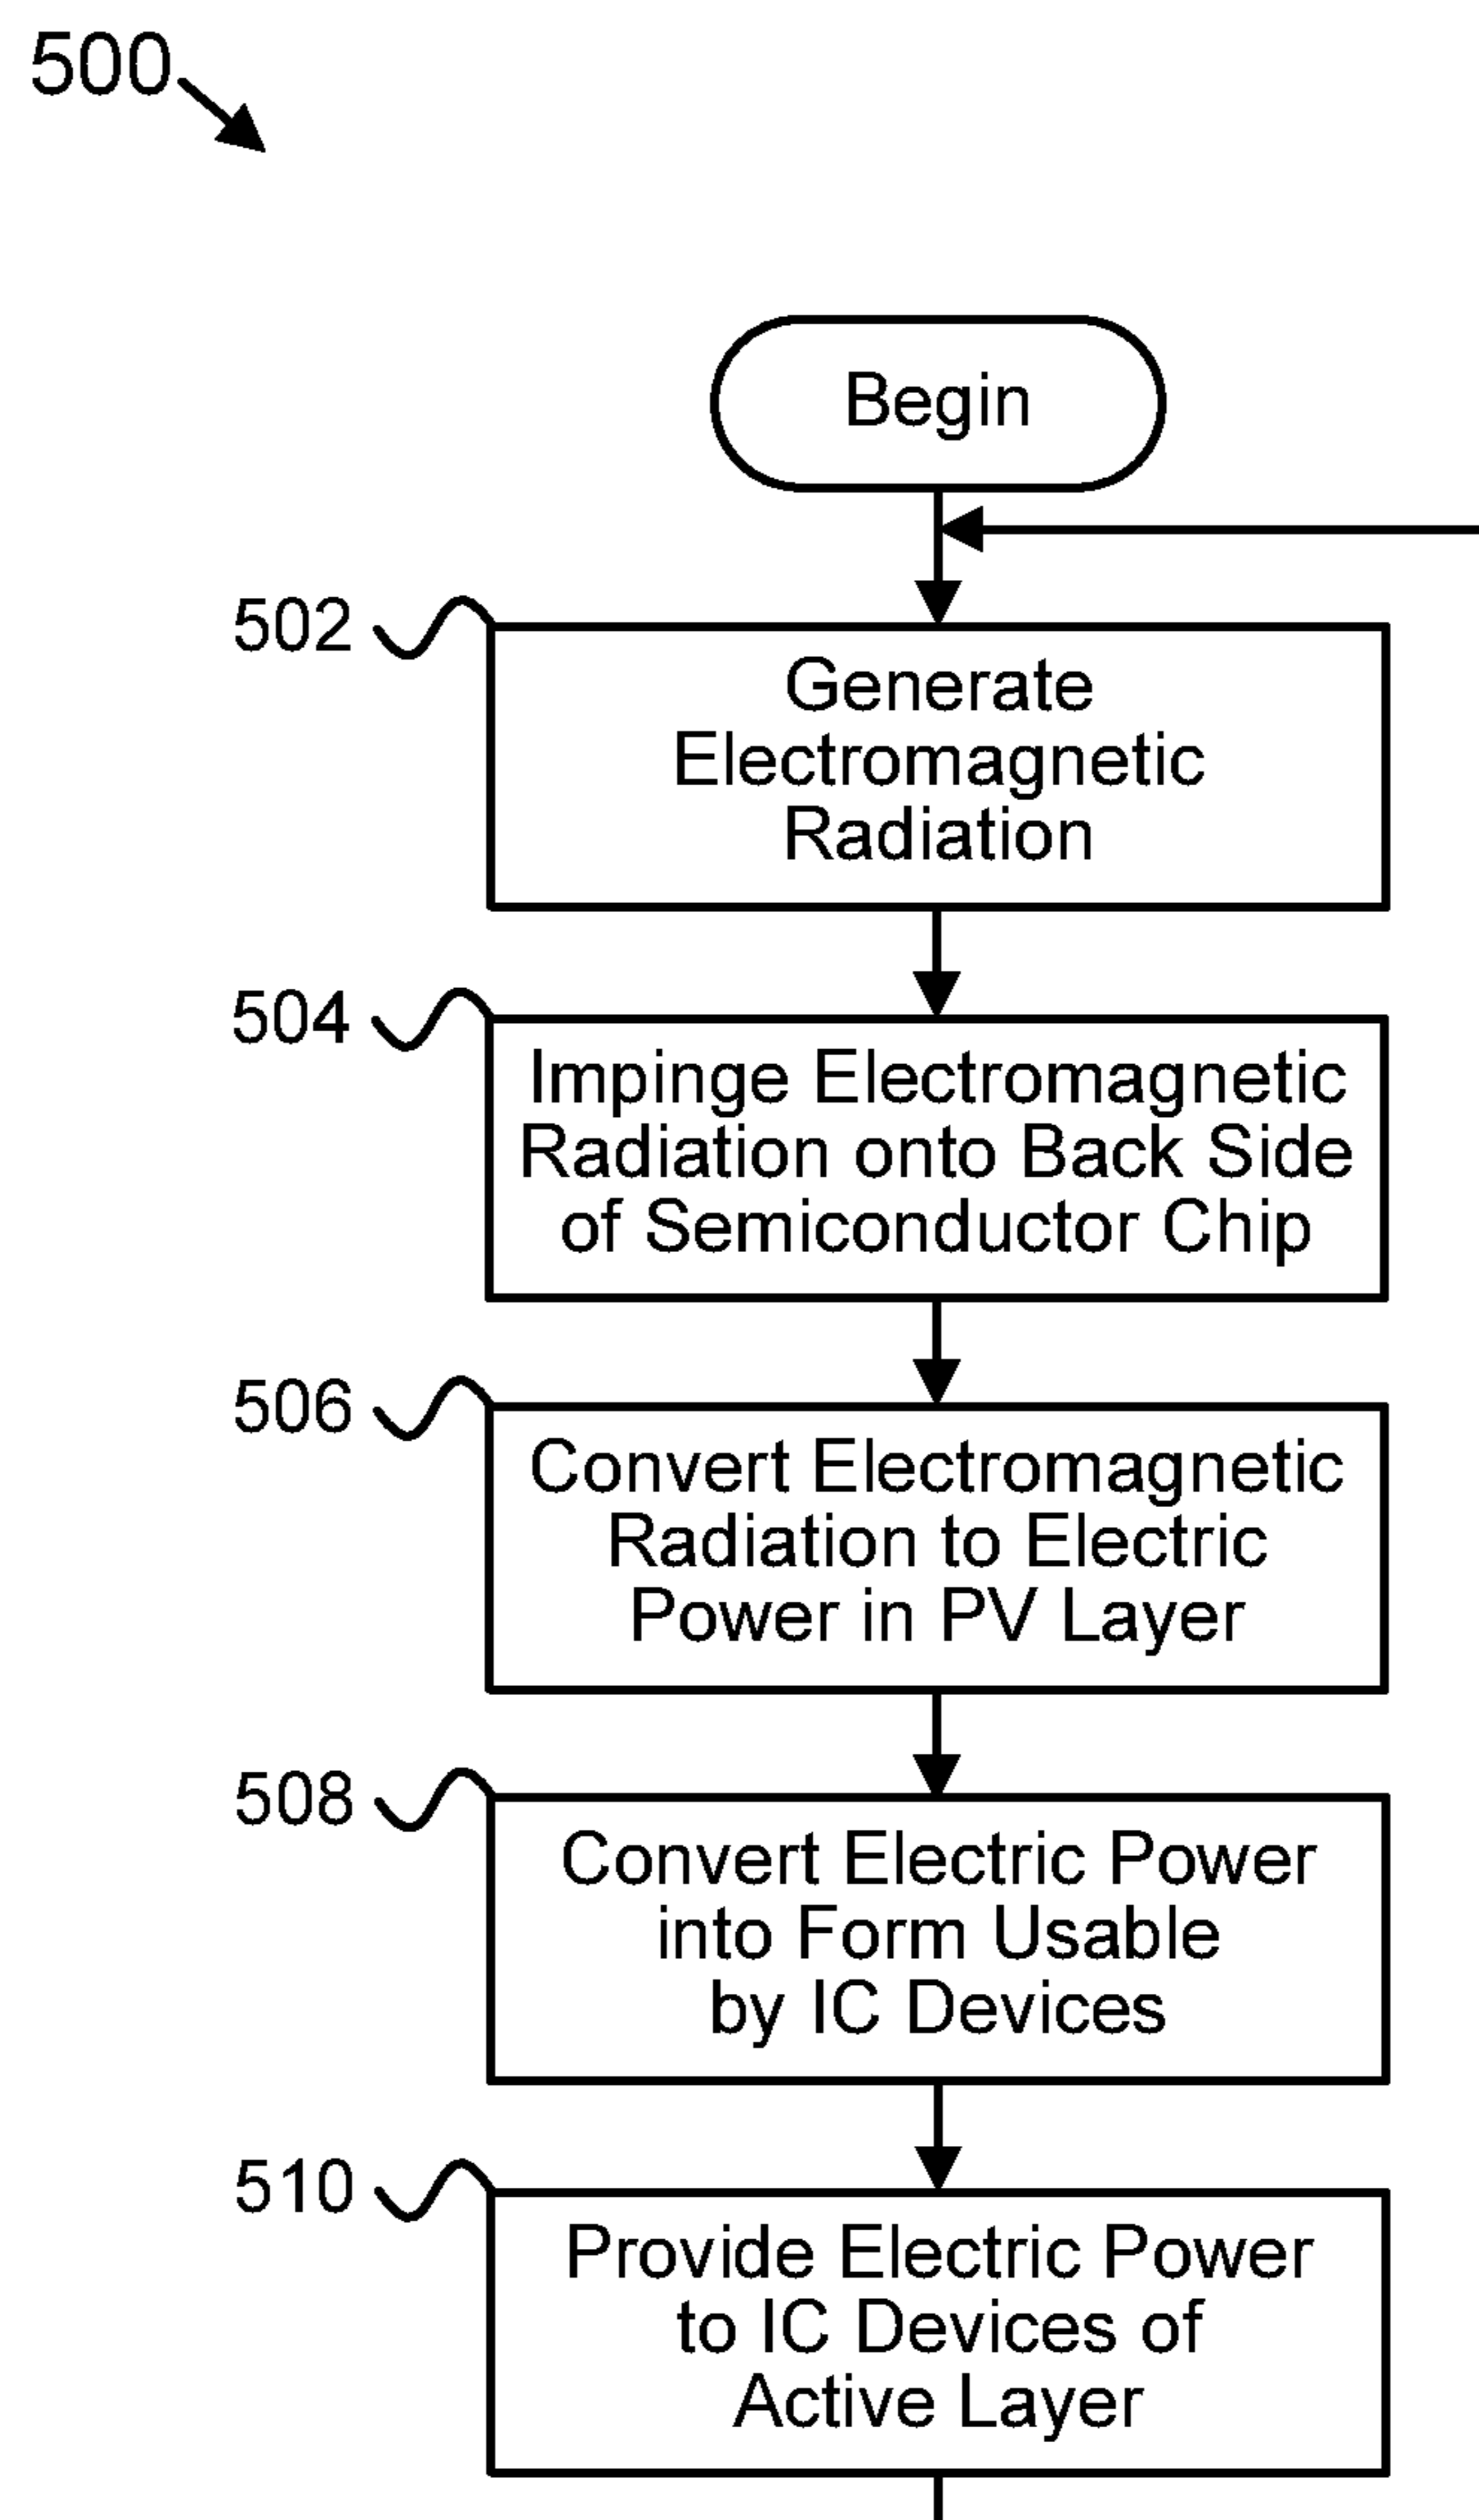 500
Begin
502
Generate
Electromagnetic
Radiation
504
Impinge Electromagnetic
Radiation onto Back Side
of Semiconductor Chip
506
Convert Electromagnetic
Radiation to Electric
Power in PV Layer
508
Convert Electric Power
into Form Usable
by IC Devices
510
Provide Electric Power
to IC Devices of
Active Layer